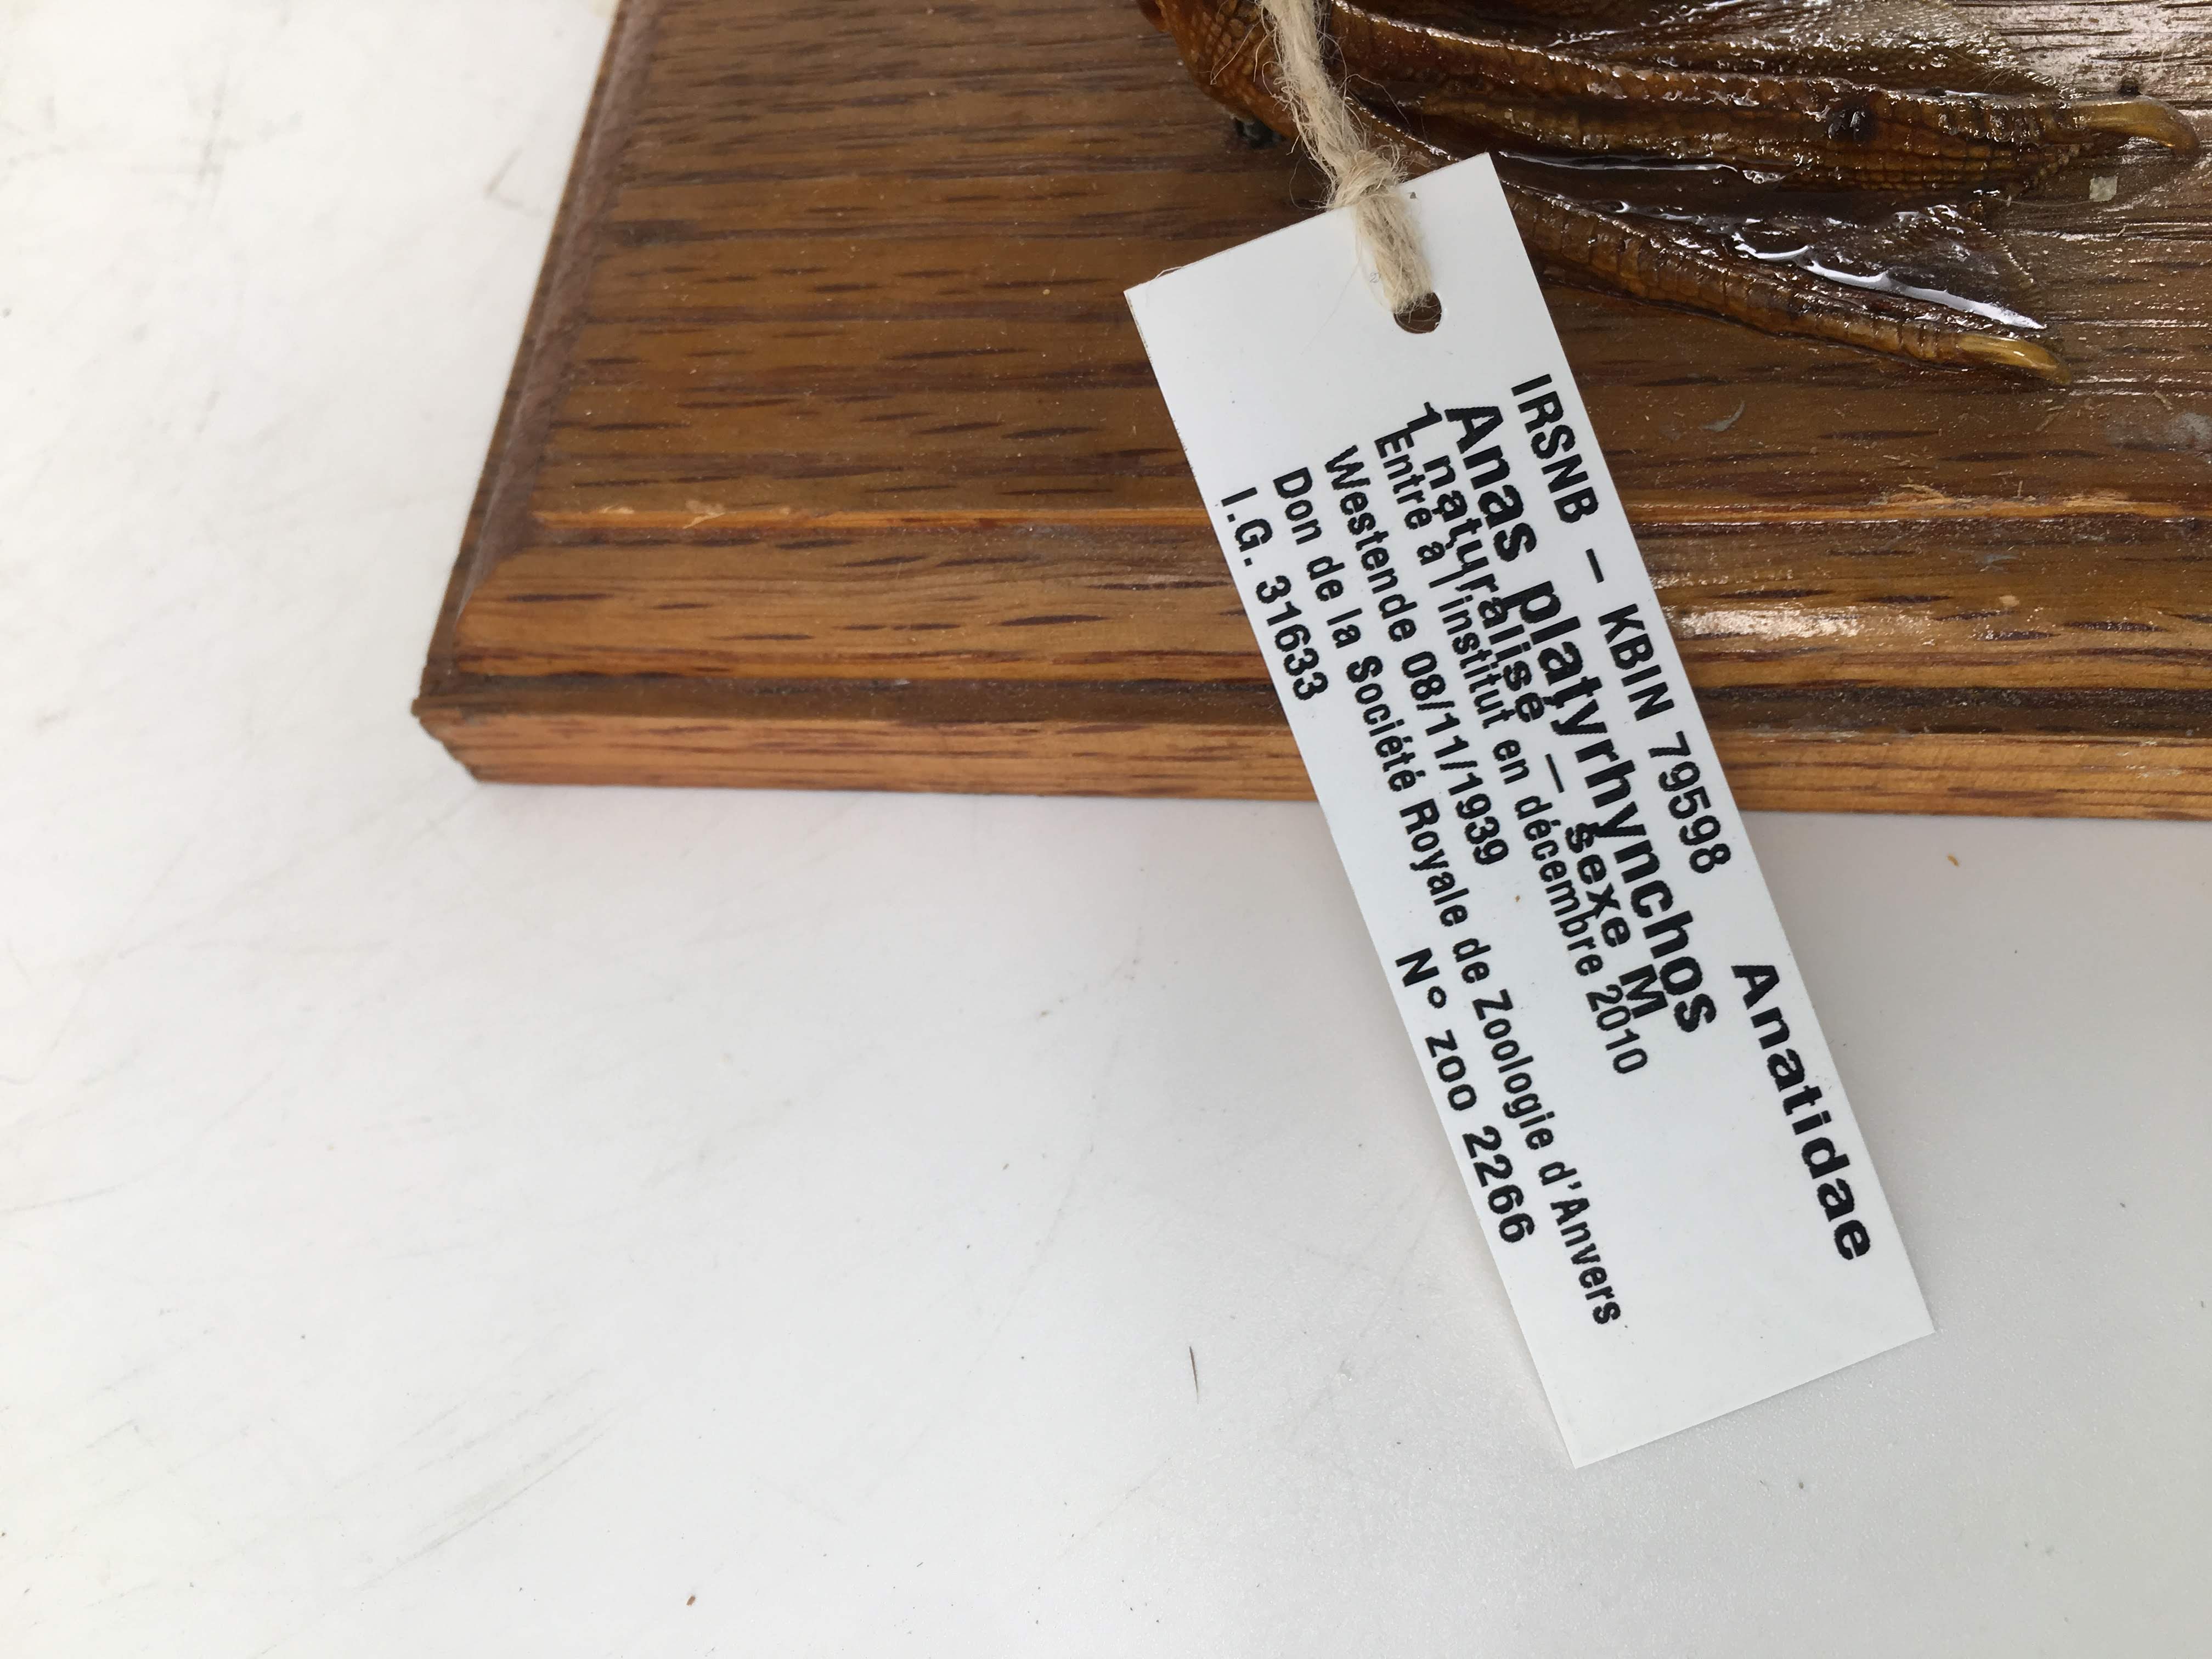 IRSNB – KBIN 79598 Anatidae
Anas platyrhynchos
1 naturalise – sexe M
Entré à l'institut en décembre 2010
Westende 08/11/1939
Don de la Société Royale de Zoologie d'Anvers
I.G. 31633 N° zoo 2266